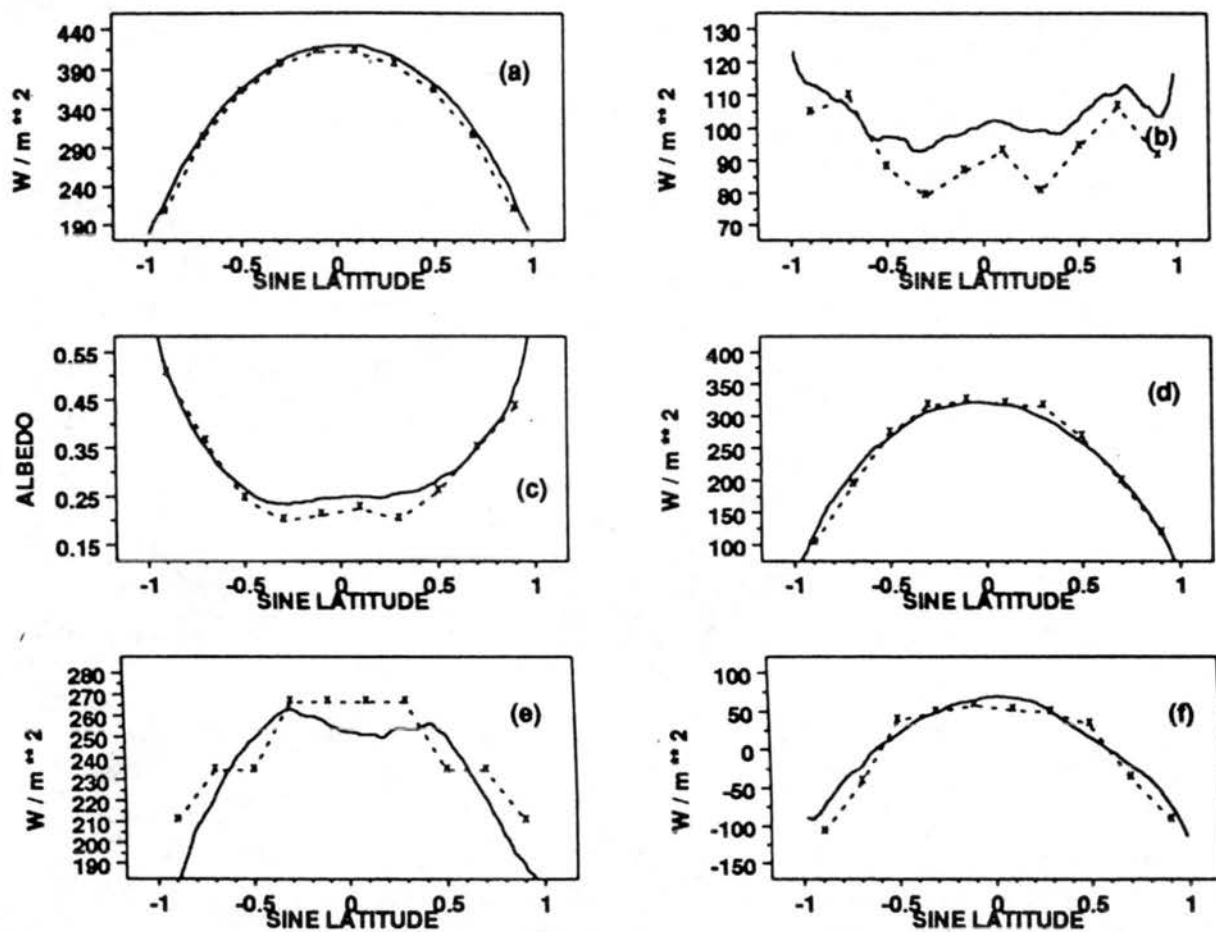 440
390
340
290
240
190
W / m ** 2
(a)
-1 -0.5 0 0.5 1
SINE LATITUDE
130
120
110
100
90
80
70
W / m ** 2
(b)
-1 -0.5 0 0.5 1
SINE LATITUDE
0.55
0.45
0.35
0.25
0.15
ALBEDO
(c)
-1 -0.5 0 0.5 1
SINE LATITUDE
400
350
300
250
200
150
100
W / m ** 2
(d)
-1 -0.5 0 0.5 1
SINE LATITUDE
280
270
260
250
240
230
220
210
200
190
W / m ** 2
(e)
-1 -0.5 0 0.5 1
SINE LATITUDE
100
50
0
-50
-100
-150
W / m ** 2
(f)
-1 -0.5 0 0.5 1
SINE LATITUDE